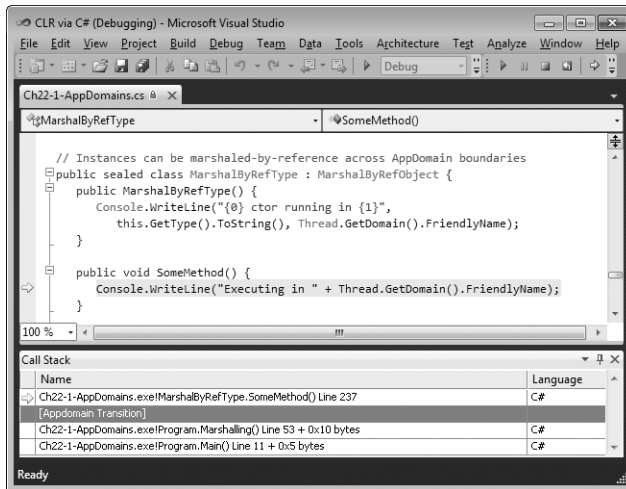 CLR via C# (Debugging) - Microsoft Visual Studio
File Edit View Project Build Debug Team Data Tools Architecture Test Analyze Window Help
Debug
Ch22-1-AppDomains.cs
MarshalByRefType SomeMethod()
// Instances can be marshaled-by-reference across AppDomain boundaries
public sealed class MarshalByRefType : MarshalByRefObject {
public MarshalByRefType() {
Console.WriteLine("{0} ctor running in {1}",
this.GetType().ToString(), Thread.GetDomain().FriendlyName);
}
public void SomeMethod() {
Console.WriteLine("Executing in " + Thread.GetDomain().FriendlyName);
}
100 %
Call Stack
Name Language
Ch22-1-AppDomains.exe!MarshalByRefType.SomeMethod() Line 237 C#
[Appdomain Transition]
Ch22-1-AppDomains.exe!Program.Marshalling() Line 53 + 0x10 bytes C#
Ch22-1-AppDomains.exe!Program.Main() Line 11 + 0x5 bytes C#
Ready